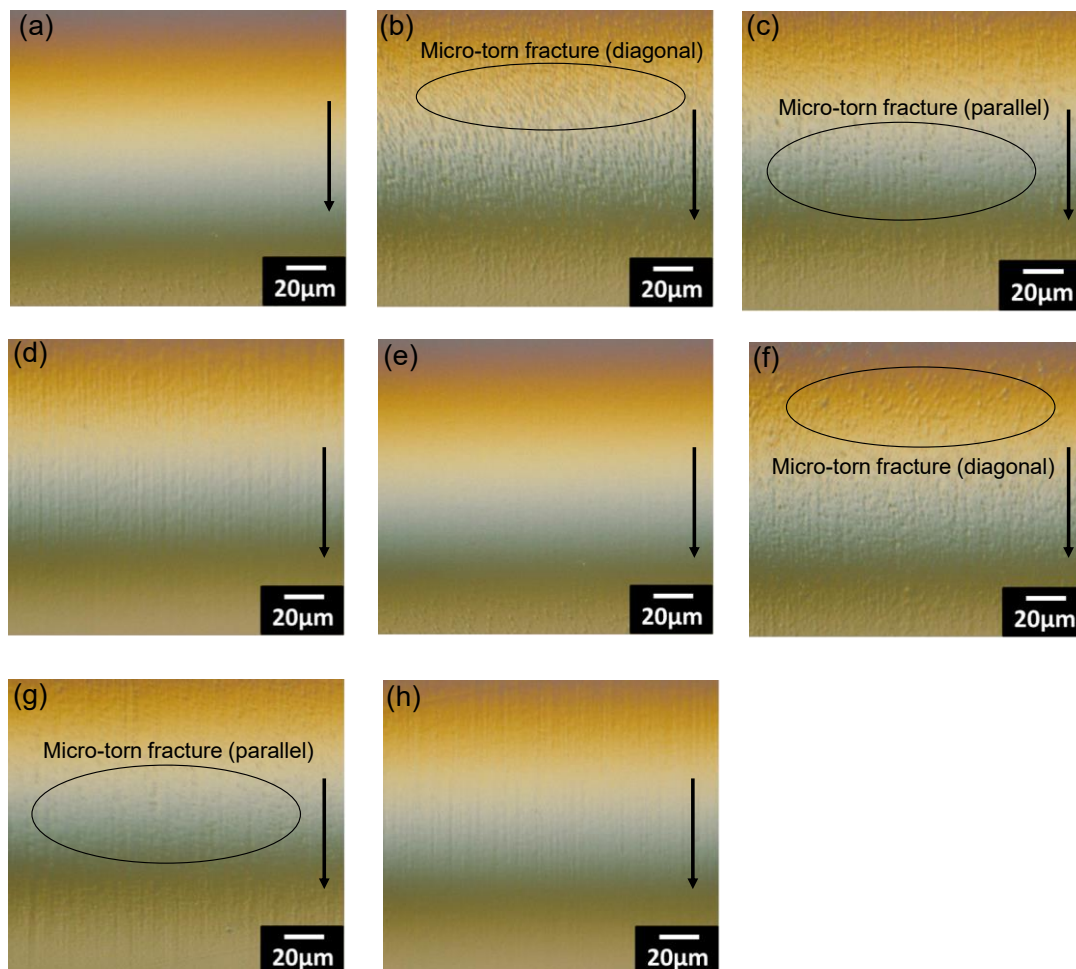 (a)
(b)
Micro-torn fracture (diagonal)
(c)
Micro-torn fracture (parallel)
20μm
20μm
20μm
(d)
(e)
(f)
Micro-torn fracture (diagonal)
20μm
20μm
20μm
(g)
Micro-torn fracture (parallel)
(h)
20μm
20μm